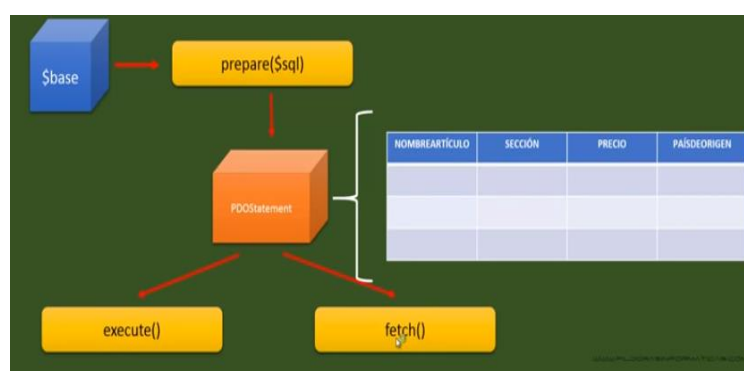 $base
prepare($sql)
NOMBREARTÍCULO SECCIÓN PRECIO PAÍSDEORIGEN
PDOStatement
execute()
fetch()